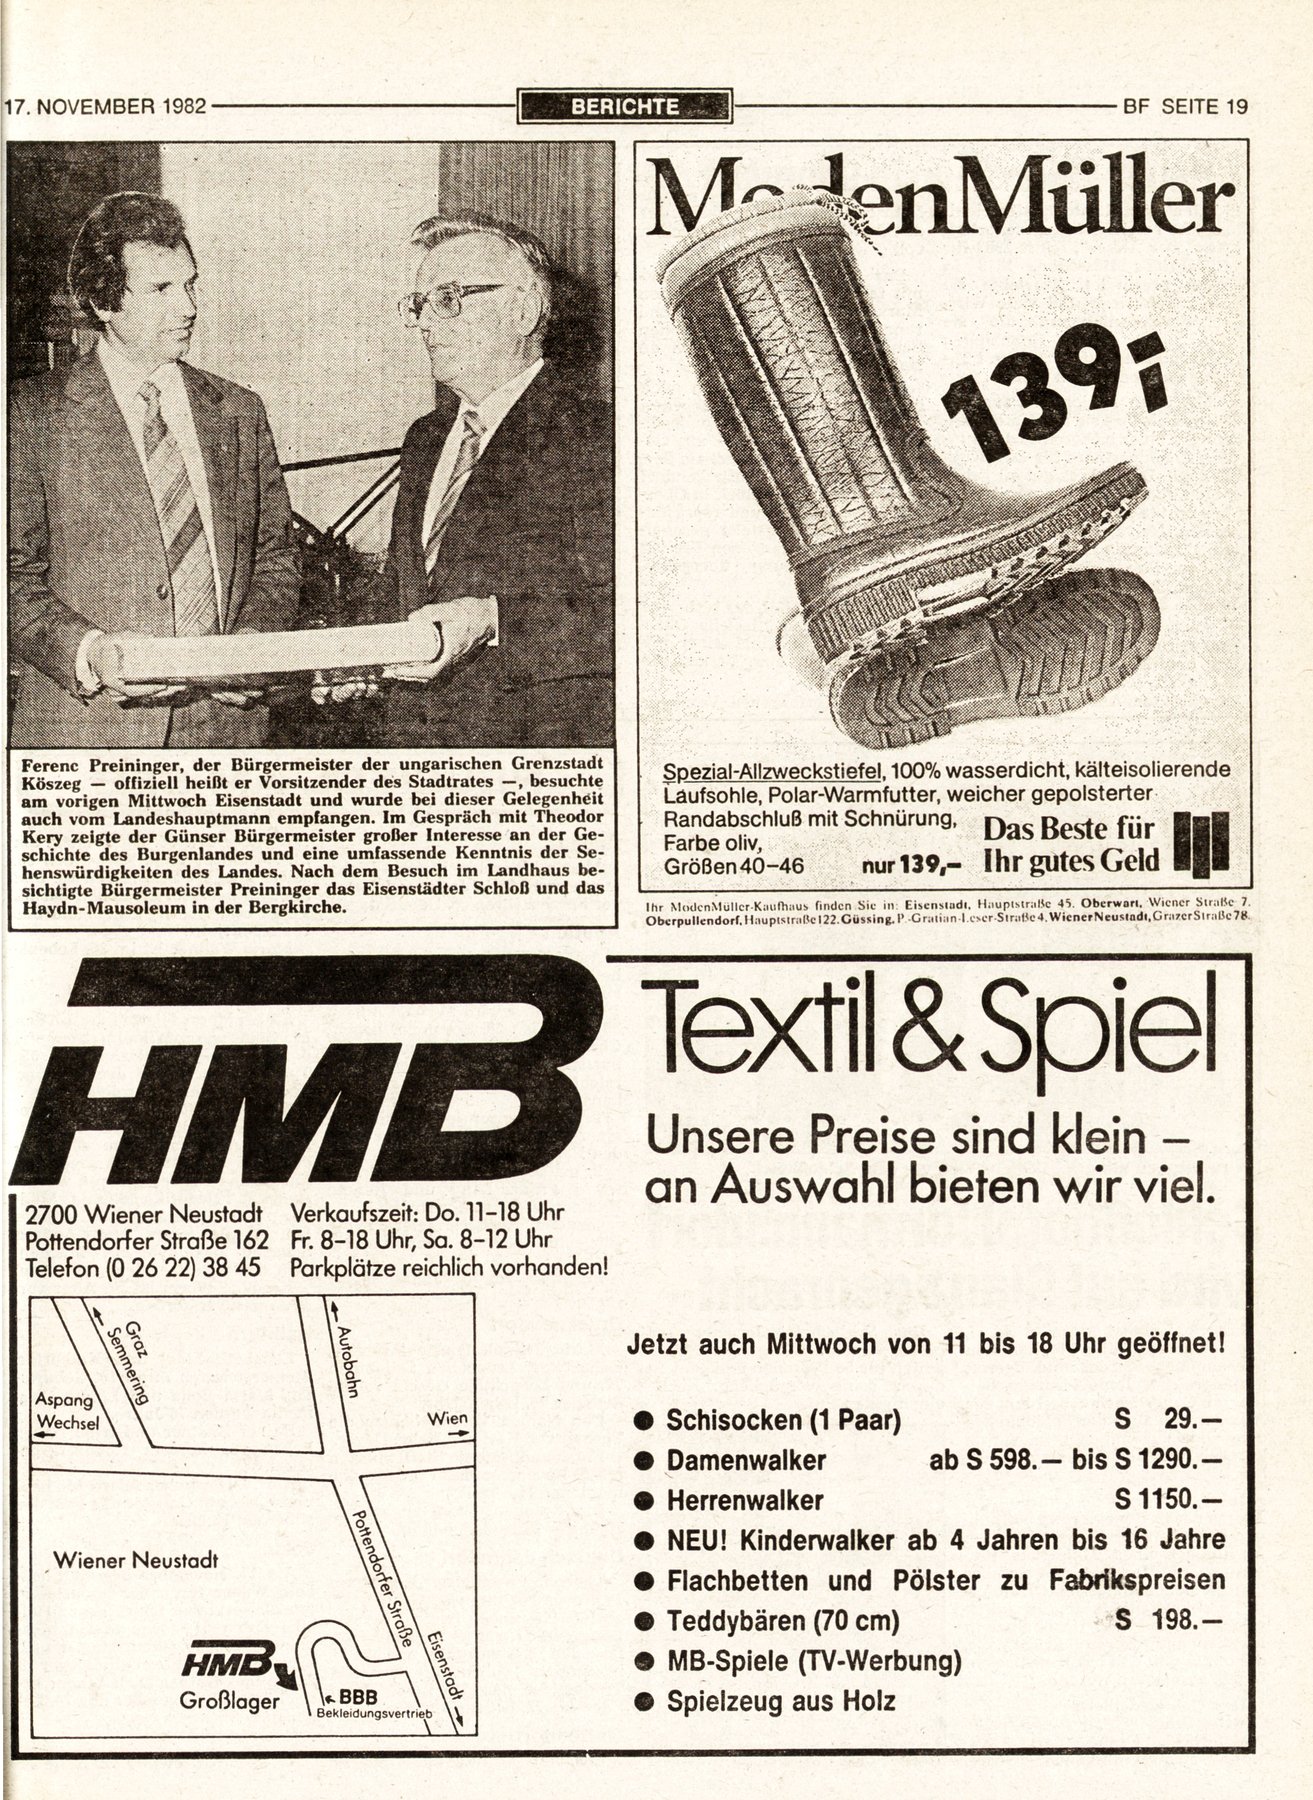 17. NOVEMBER 1982
BERICHTE
BF SEITE 19
Ferenc Preininger, der Bürgermeister der ungarischen Grenzstadt
Köszeg — offiziell heißt er Vorsitzender des Stadtrates —, besuchte
am vorigen Mittwoch Eisenstadt und wurde bei dieser Gelegenheit
auch vom Landeshauptmann empfangen. Im Gespräch mit Theodor
Kery zeigte der Günser Bürgermeister großer Interesse an der Ge-
schichte des Burgenlandes und eine umfassende Kenntnis der Se-
henswürdigkeiten des Landes. Nach dem Besuch im Landhaus be-
sichtigte Bürgermeister Preininger das Eisenstädter Schloß und das
Haydn-Mausoleum in der Bergkirche.
ModenMüller
139,-
Spezial-Allzweckstiefel, 100% wasserdicht, kälteisolierende
Laufsohle, Polar-Warmfutter, weicher gepolsterter
Randabschluß mit Schnürung,
Farbe oliv,
Größen 40–46
nur 139,–
Das Beste für
Ihr gutes Geld
Ihr ModenMüller-Kaufhaus finden Sie in: Eisenstadt, Hauptstraße 45. Oberwart, Wiener Straße 7.
Oberpullendorf, Hauptstraße 122. Güssing, P.-Gratian-Leser-Straße 4. Wiener Neustadt, Grazer Straße 78.
HMB
2700 Wiener Neustadt
Pottendorfer Straße 162
Telefon (0 26 22) 38 45
Verkaufszeit: Do. 11–18 Uhr
Fr. 8–18 Uhr, Sa. 8–12 Uhr
Parkplätze reichlich vorhanden!
Graz
Semmering
Autobahn
Aspang
Wechsel
Wien
Wiener Neustadt
Pottendorfer Straße
Eisenstadt
HMB
Großlager
BBB
Bekleidungsvertrieb
Textil & Spiel
Unsere Preise sind klein –
an Auswahl bieten wir viel.
Jetzt auch Mittwoch von 11 bis 18 Uhr geöffnet!
● Schisocken (1 Paar) S 29.—
● Damenwalker ab S 598.— bis S 1290.—
● Herrenwalker S 1150.—
● NEU! Kinderwalker ab 4 Jahren bis 16 Jahre
● Flachbetten und Pölster zu Fabrikspreisen
● Teddybären (70 cm) S 198.—
● MB-Spiele (TV-Werbung)
● Spielzeug aus Holz